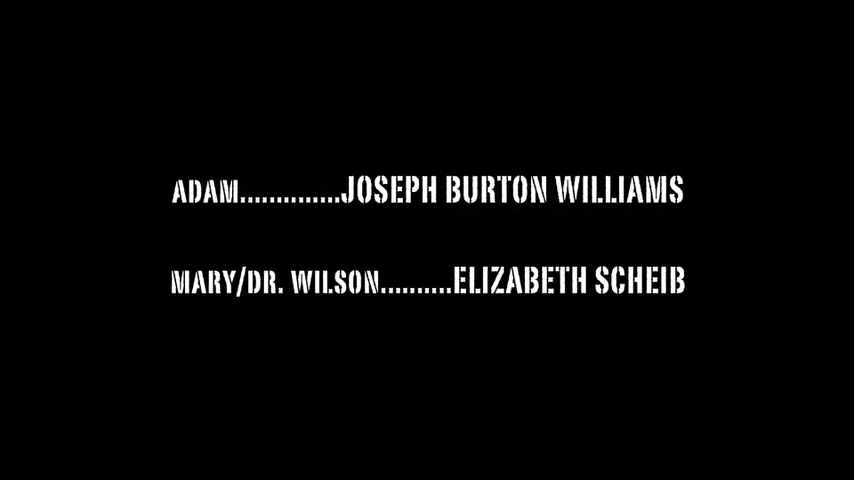 ADAM..............JOSEPH BURTON WILLIAMS
MARY/DR. WILSON..........ELIZABETH SCHEIB